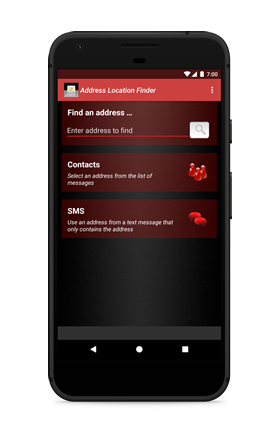 7:00
Address Location Finder
Find an address ...
Enter address to find
Contacts
Select an address from the list of
messages
SMS
Use an address from a text message that
only contains the address